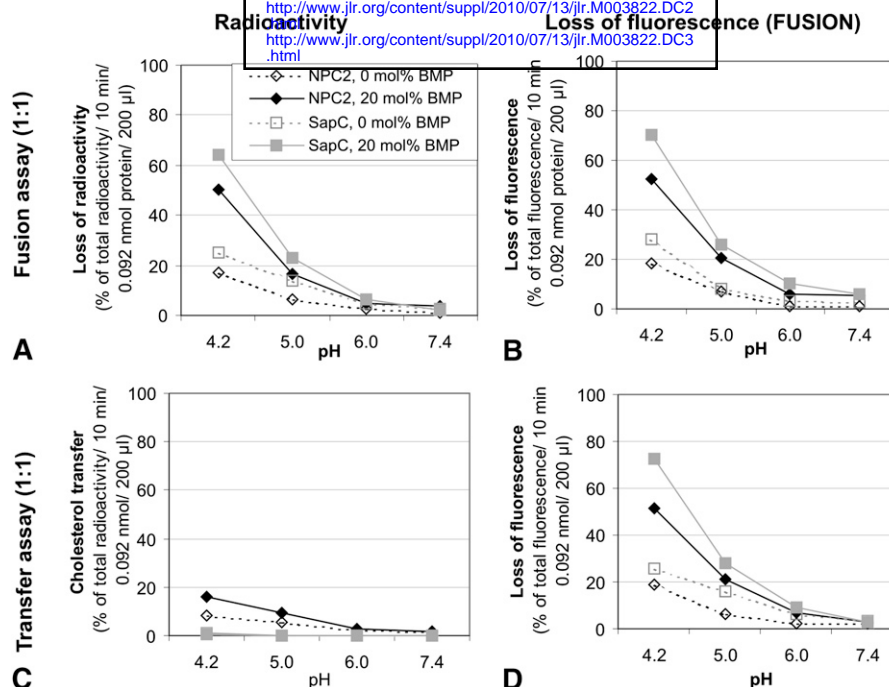 Radioactivity
Loss of fluorescence (FUSION)
http://www.jlr.org/content/suppl/2010/07/13/jlr.M003822.DC2
.html
http://www.jlr.org/content/suppl/2010/07/13/jlr.M003822.DC3
.html
Fusion assay (1:1)
Loss of radioactivity
(% of total radioactivity/ 10 min/
0.092 nmol protein/ 200 µl)
100
80
60
40
20
0
NPC2, 0 mol% BMP
NPC2, 20 mol% BMP
SapC, 0 mol% BMP
SapC, 20 mol% BMP
4.2 5.0 6.0 7.4
pH
A
Loss of fluorescence
(% of total fluorescence/ 10 min
0.092 nmol protein/ 200 µl)
100
80
60
40
20
0
4.2 5.0 6.0 7.4
pH
B
Transfer assay (1:1)
Cholesterol transfer
(% of total radioactivity/ 10 min/
0.092 nmol/ 200 µl)
100
80
60
40
20
0
4.2 5.0 6.0 7.4
pH
C
Loss of fluorescence
(% of total fluorescence/ 10 min
0.092 nmol/ 200 µl)
100
80
60
40
20
0
4.2 5.0 6.0 7.4
pH
D